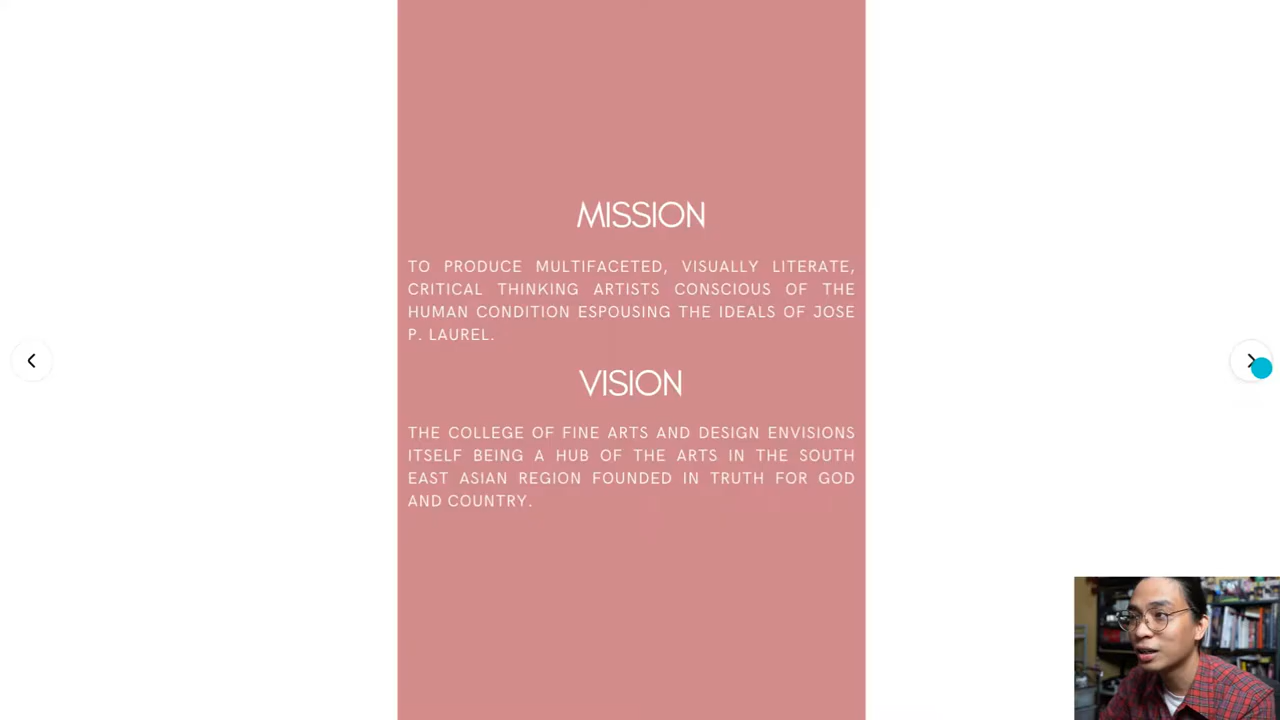 MISSION
TO PRODUCE MULTIFACETED, VISUALLY LITERATE,
CRITICAL THINKING ARTISTS CONSCIOUS OF THE
HUMAN CONDITION ESPOUSING THE IDEALS OF JOSE
P. LAUREL.
VISION
THE COLLEGE OF FINE ARTS AND DESIGN ENVISIONS
ITSELF BEING A HUB OF THE ARTS IN THE SOUTH
EAST ASIAN REGION FOUNDED IN TRUTH FOR GOD
AND COUNTRY.